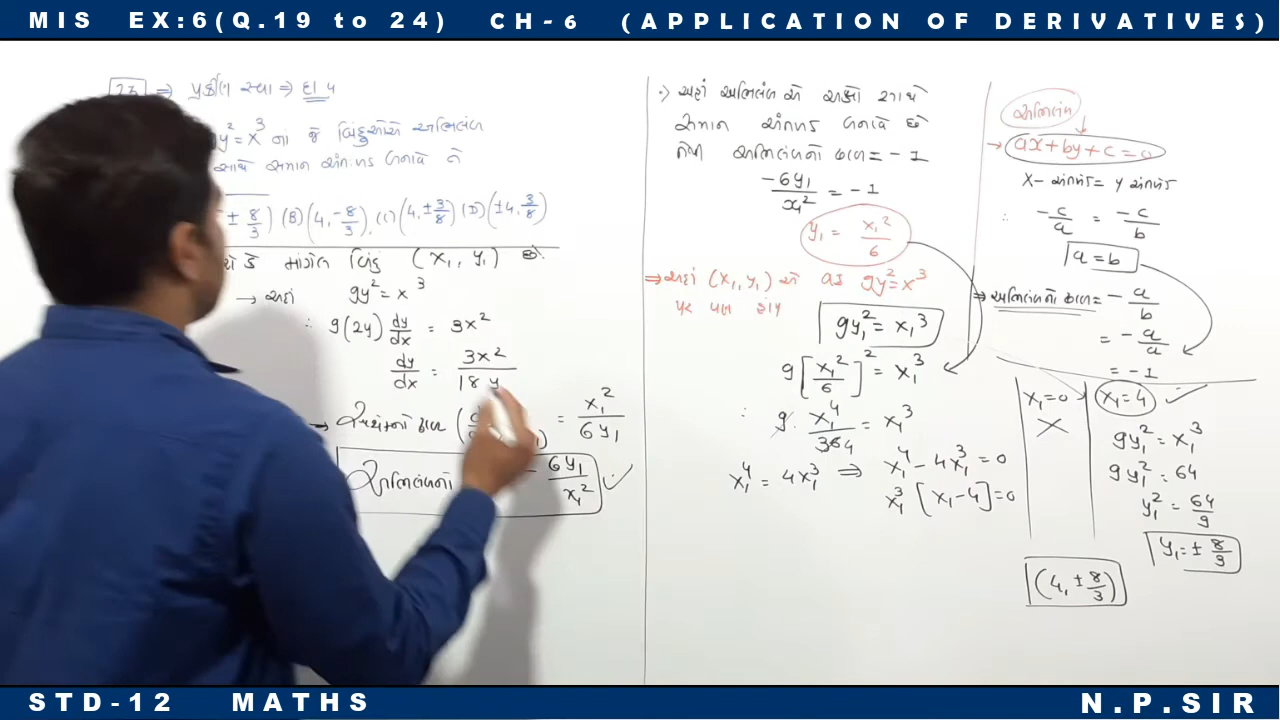 MIS EX:6(Q.19 to 24) CH-6 (APPLICATION OF DERIVATIVES)
⇒ પ્રકીર્ણ સ્વા ⇒ દા 4
y² = x³ નાં જે બિંદુઓએ અભિલંબ
સાથે સમાન અંતઃખંડ બનાવે તે
± 8/3) (B) (4, -8/3), (C) (4, ±3/8) (D) (±4, 3/8)
કે માંગેલ બિંદુ (x₁, y₁) છે.
→ અહીં 9y² = x³
∴ 9(2y) dy/dx = 3x²
dy/dx = 3x²/18y
→ સ્પર્શકનો ઢાળ = x₁²/6y₁
અભિલંબનો - 6y₁/x₁² ✓
∴ અહીં અભિલંબ એ અક્ષો સાથે
સમાન અંતઃખંડ બનાવે છે
તેથી અભિલંબનો ઢાળ = -1
-6y₁/x₁² = -1
y₁ = x₁²/6
⇒ અહીં (x₁, y₁) એ વક્ર 9y² = x³
પર પણ હોય
9y₁² = x₁³
9[x₁²/6]² = x₁³
∴ 9 · x₁⁴/364 = x₁³
x₁⁴ = 4x₁³ ⇒ x₁⁴ - 4x₁³ = 0
x₁³[x₁-4] = 0
અભિલંબ
→ ax+by+c=0
x- અંતઃખંડ = y અંતઃખંડ
∴ -c/a = -c/b
a = b
⇒ અભિલંબનો ઢાળ = - a/b
= - a/a
= -1
x₁=0 x₁=4 ✓
×
9y₁² = x₁³
9y₁² = 64
y₁² = 64/9
y₁ = ± 8/3
(4, ± 8/3)
STD-12 MATHS N.P.SIR